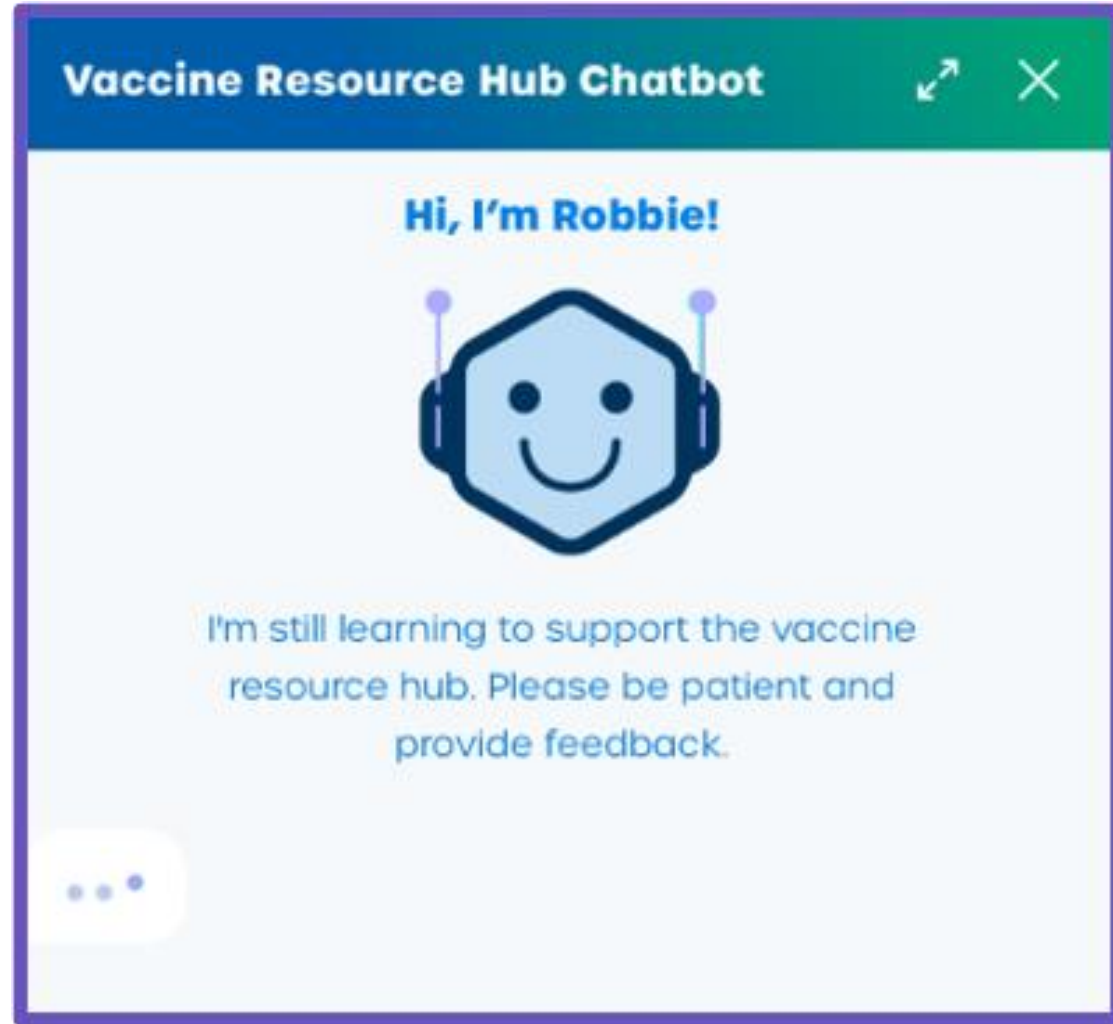 Vaccine Resource Hub Chatbot
Hi, I’m Robbie!
I'm still learning to support the vaccine
resource hub. Please be patient and
provide feedback.